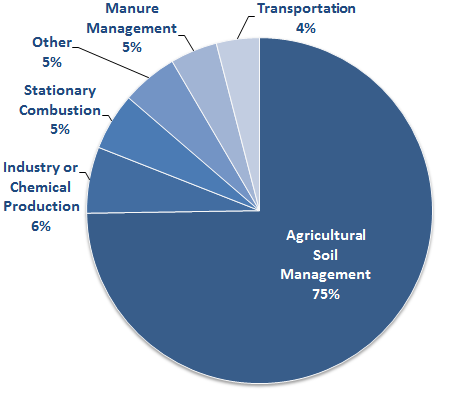 Transportation
4%
Manure
Management
5%
Other
5%
Stationary
Combustion
5%
Industry or
Chemical
Production
6%
Agricultural
Soil
Management
75%